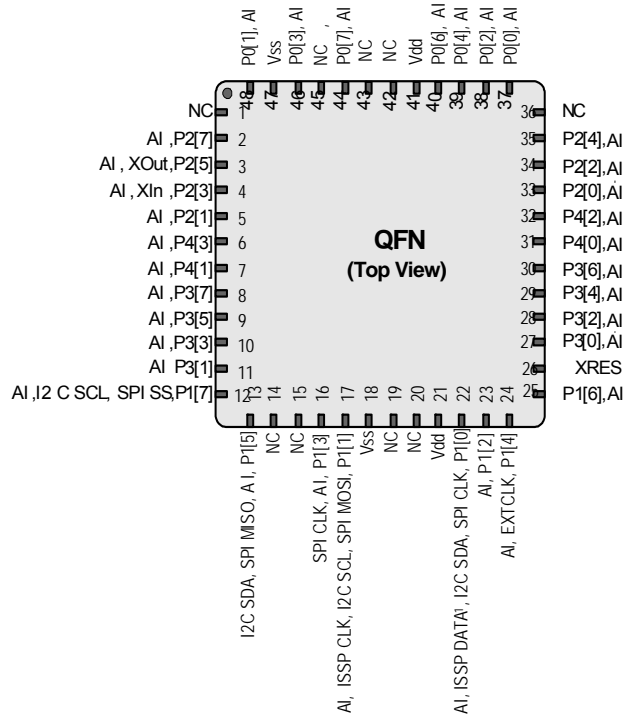 P0[1], AI
Vss
P0[3], AI
NC ,
P0[7], AI
NC
NC
Vdd
P0[6], AI
P0[4], AI
P0[2], AI
P0[0], AI
48
47
46
45
44
43
42
41
40
39
38
37
NC 1
AI ,P2[7] 2
AI , XOut,P2[5] 3
AI , XIn ,P2[3] 4
AI ,P2[1] 5
AI ,P4[3] 6
AI ,P4[1] 7
AI ,P3[7] 8
AI ,P3[5] 9
AI ,P3[3] 10
AI P3[1] 11
AI ,I2 C SCL, SPI SS,P1[7] 12
QFN
(Top View)
36 NC
35 P2[4],AI
34 P2[2],AI
33 P2[0],AI
32 P4[2],AI
31 P4[0],AI
30 P3[6],AI
29 P3[4],AI
28 P3[2],AI
27 P3[0],AI
26 XRES
25 P1[6],AI
13
14
15
16
17
18
19
20
21
22
23
24
I2C SDA, SPI MISO, A I, P1[5]
NC
NC
SPI CLK, AI, P1[3]
AI, ISSP CLK, I2C SCL, SPI MOSI, P1[1]
Vss
NC
NC
Vdd
AI, ISSP DATA¹, I2C SDA, SPI CLK, P1[0]
AI, P1[2]
AI, EXTCLK, P1[4]